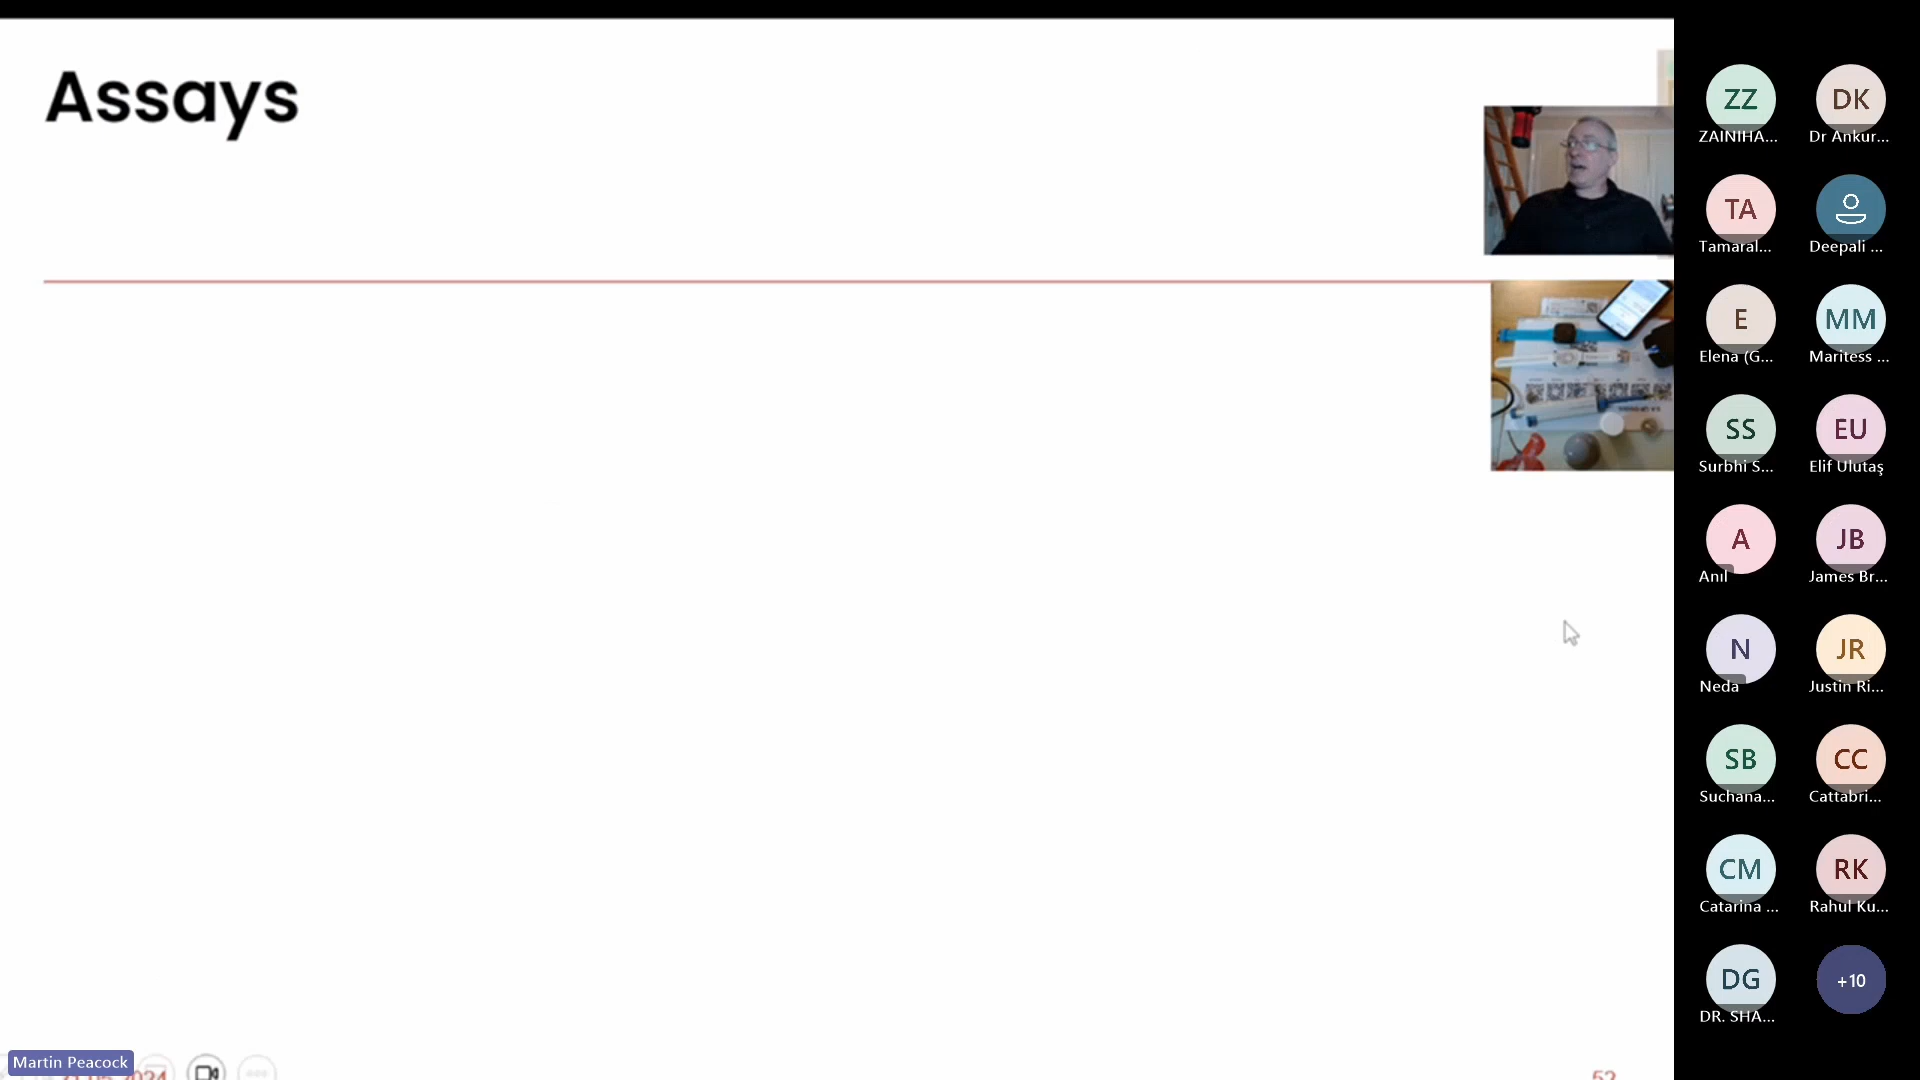 Assays
ZZ
ZAINIHA...
DK
Dr Ankur...
TA
Tamaral...
Deepali ...
E
Elena (G...
MM
Maritess ...
SS
Surbhi S...
EU
Elif Ulutaş
A
Anıl
JB
James Br...
N
Neda
JR
Justin Ri...
SB
Suchana...
CC
Cattabri...
CM
Catarina ...
RK
Rahul Ku...
DG
DR. SHA...
+10
Martin Peacock
52